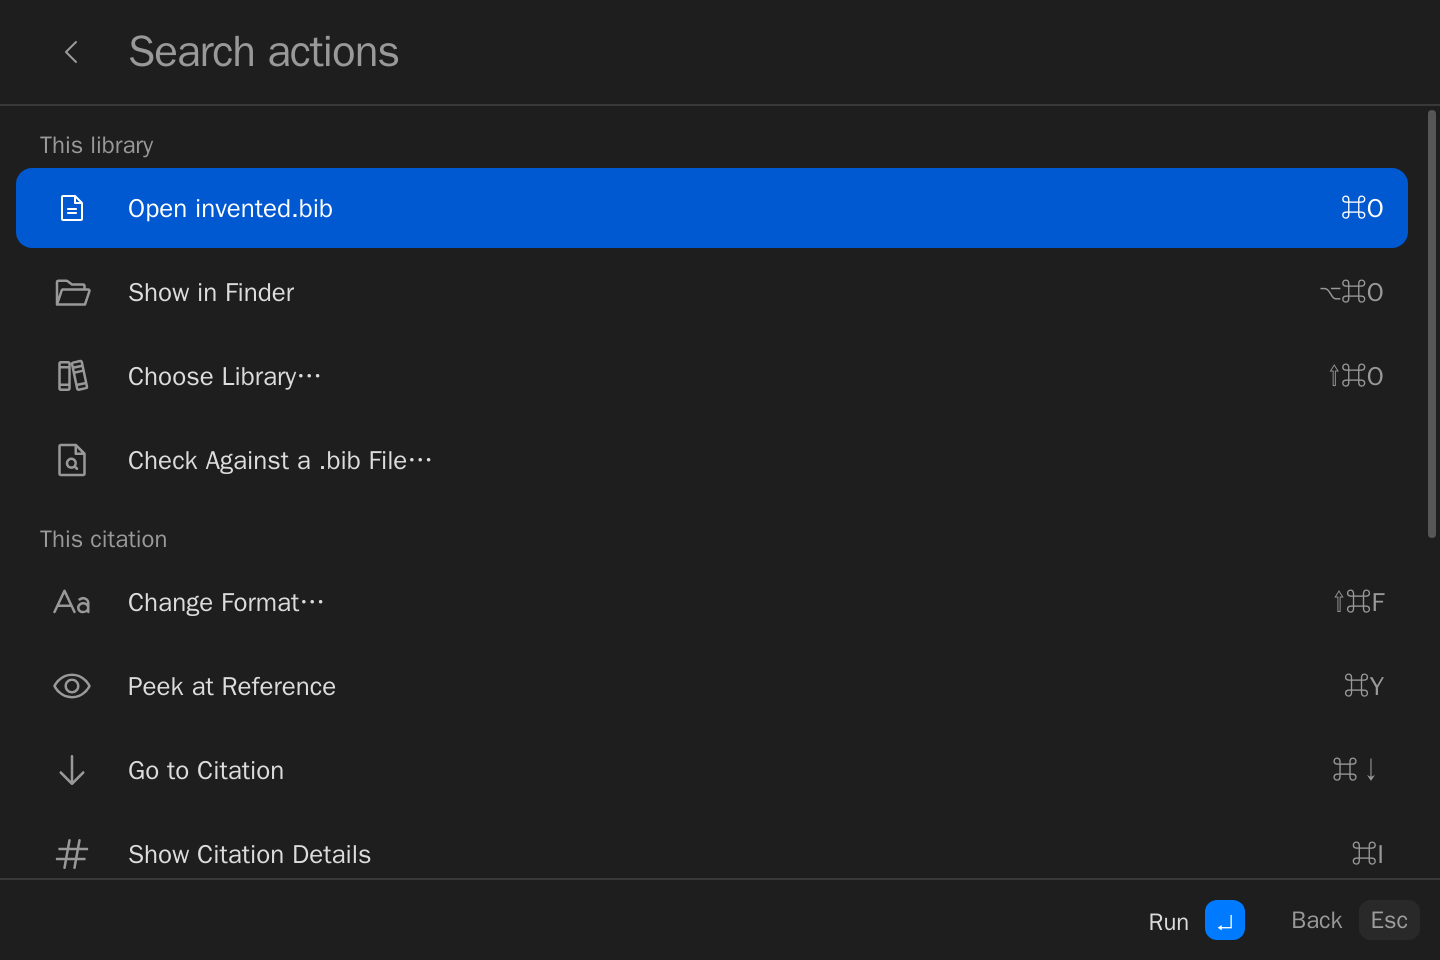 Search actions
This library
Open invented.bib ⌘O
Show in Finder ⌥⌘O
Choose Library… ⇧⌘O
Check Against a .bib File…
This citation
Aa Change Format… ⇧⌘F
Peek at Reference ⌘Y
Go to Citation ⌘↓
# Show Citation Details ⌘I
Run ↵ Back Esc